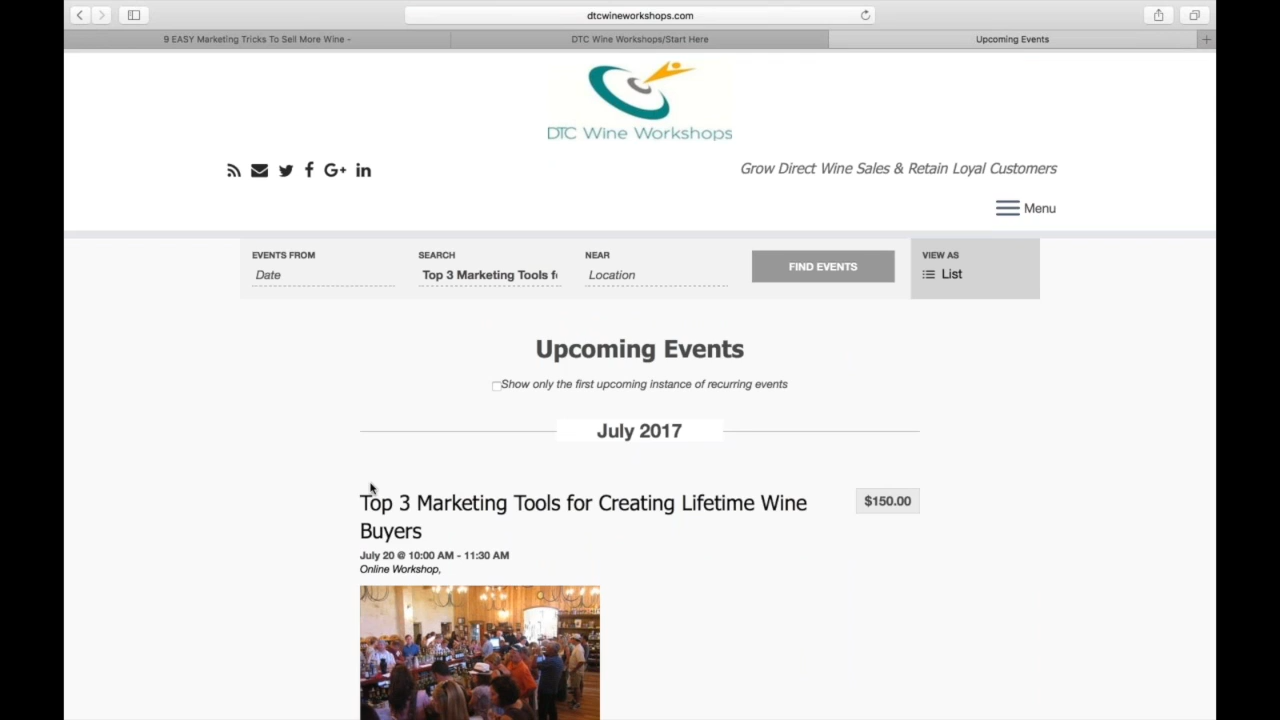 dtcwineworkshops.com
9 EASY Marketing Tricks To Sell More Wine -
DTC Wine Workshops/Start Here
Upcoming Events
DTC Wine Workshops
Grow Direct Wine Sales & Retain Loyal Customers
Menu
EVENTS FROM
Date
SEARCH
Top 3 Marketing Tools f
NEAR
Location
FIND EVENTS
VIEW AS
List
Upcoming Events
Show only the first upcoming instance of recurring events
July 2017
Top 3 Marketing Tools for Creating Lifetime Wine
Buyers
$150.00
July 20 @ 10:00 AM - 11:30 AM
Online Workshop,